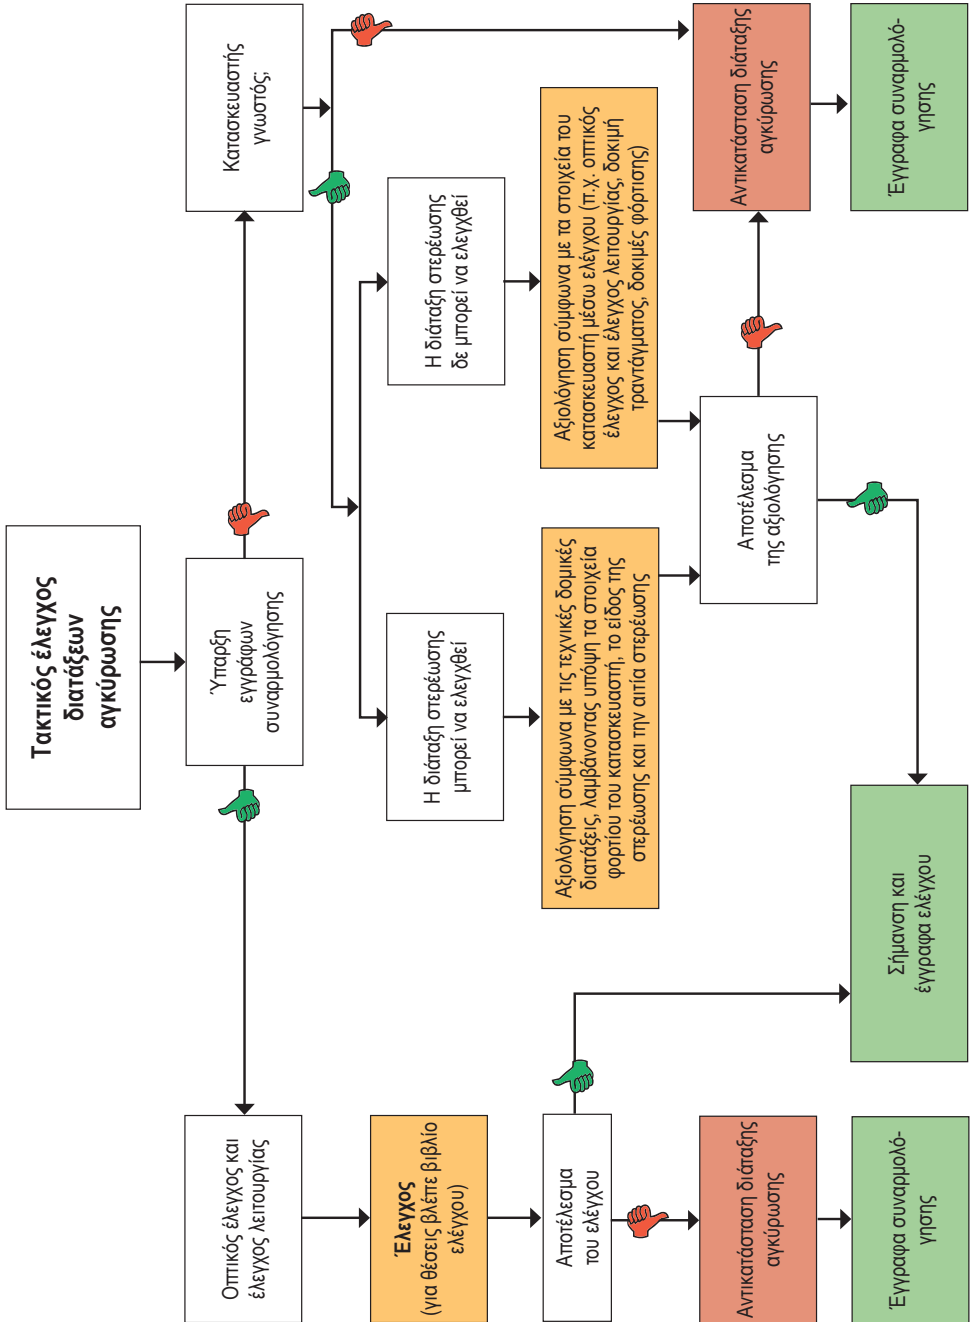 Τακτικός έλεγχος
διατάξεων
αγκύρωσης
Ύπαρξη
εγγράφων
συναρμολόγησης
Οπτικός έλεγχος και
έλεγχος λειτουργίας
Έλεγχος
(για θέσεις βλέπε βιβλίο
ελέγχου)
Αποτέλεσμα
του ελέγχου
Αντικατάσταση διάταξης
αγκύρωσης
Έγγραφα συναρμολό-
γησης
Σήμανση και
έγγραφα ελέγχου
Κατασκευαστής
γνωστός;
Η διάταξη στερέωσης
μπορεί να ελεγχθεί
Αξιολόγηση σύμφωνα με τις τεχνικές δομικές
διατάξεις, λαμβάνοντας υπόψη τα στοιχεία
φορτίου του κατασκευαστή, το είδος της
στερέωσης και την αιτία στερέωσης
Η διάταξη στερέωσης
δε μπορεί να ελεγχθεί
Αξιολόγηση σύμφωνα με τα στοιχεία του
κατασκευαστή μέσω ελέγχου (π.χ. οπτικός
έλεγχος και έλεγχος λειτουργίας, δοκιμή
τραντάγματος, δοκιμές φόρτισης)
Αποτέλεσμα
της αξιολόγησης
Αντικατάσταση διάταξης
αγκύρωσης
Έγγραφα συναρμολό-
γησης